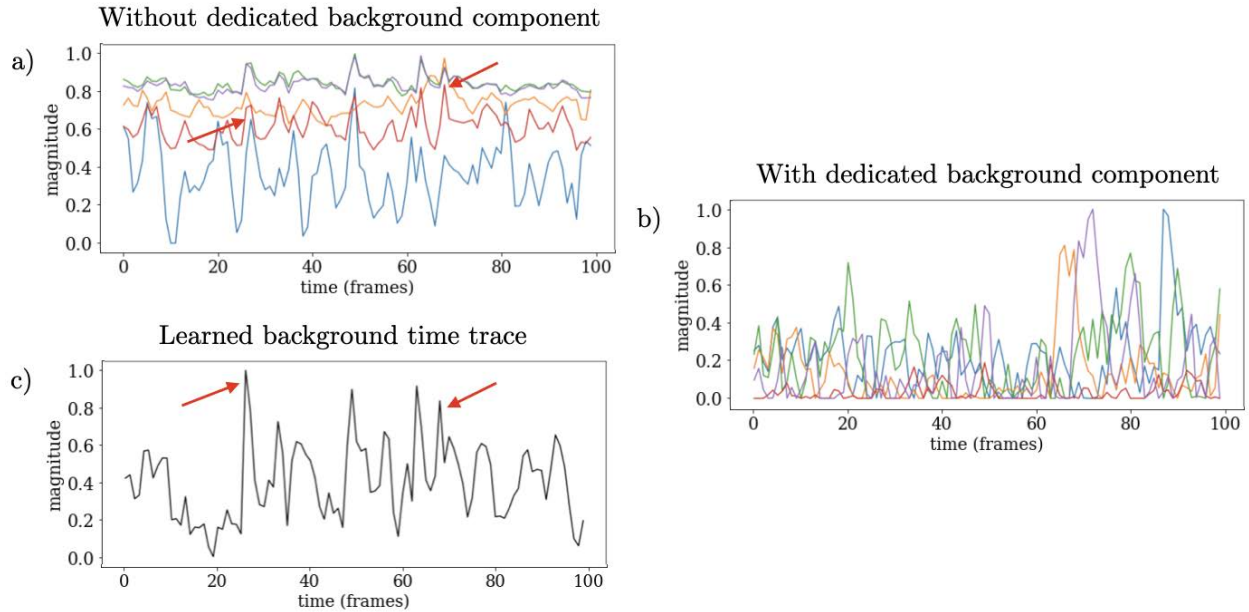 Without dedicated background component
a)
1.0
0.8
0.6
0.4
0.2
0.0
magnitude
0 20 40 60 80 100
time (frames)
With dedicated background component
b)
1.0
0.8
0.6
0.4
0.2
0.0
magnitude
0 20 40 60 80 100
time (frames)
Learned background time trace
c)
1.0
0.8
0.6
0.4
0.2
0.0
magnitude
0 20 40 60 80 100
time (frames)